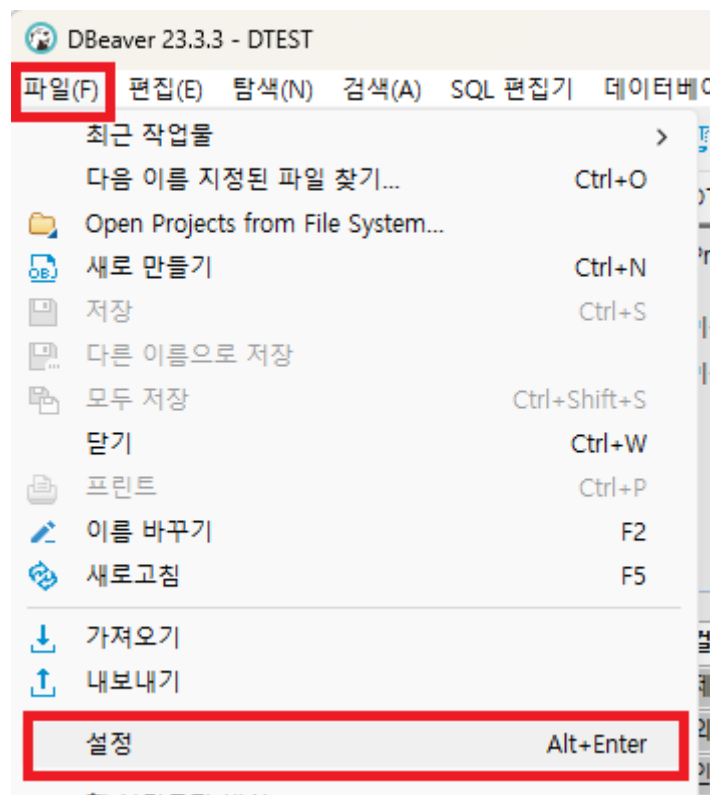 DBeaver 23.3.3 - DTEST
파일(F) 편집(E) 탐색(N) 검색(A) SQL 편집기
최근 작업물
다음 이름 지정된 파일 찾기... Ctrl+O
Open Projects from File System...
새로 만들기 Ctrl+N
저장 Ctrl+S
다른 이름으로 저장
모두 저장 Ctrl+Shift+S
닫기 Ctrl+W
프린트 Ctrl+P
이름 바꾸기 F2
새로고침 F5
가져오기
내보내기
설정 Alt+Enter